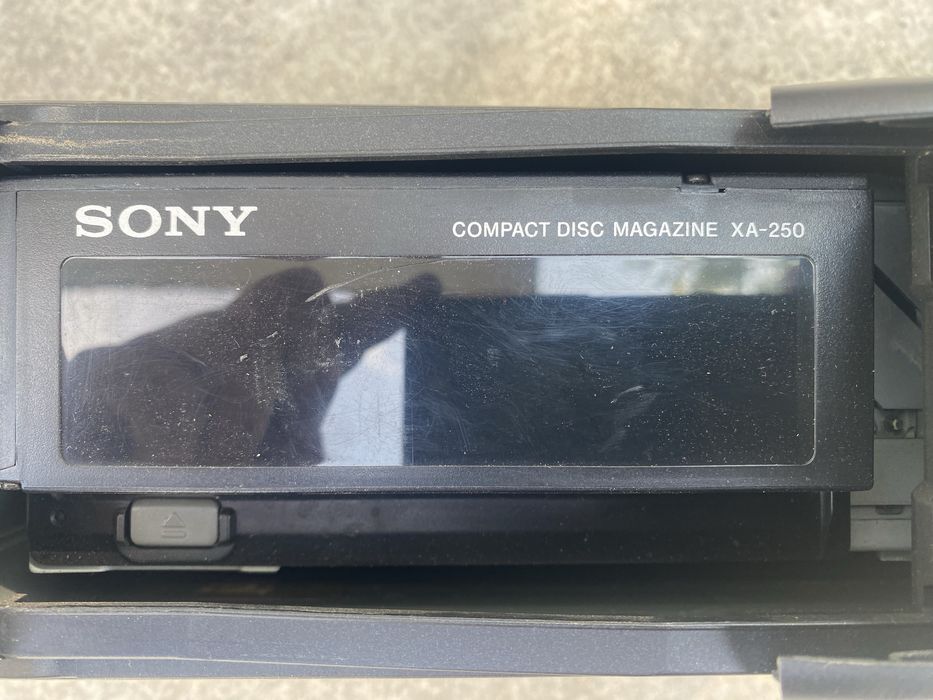 SONY
COMPACT DISC MAGAZINE XA-250